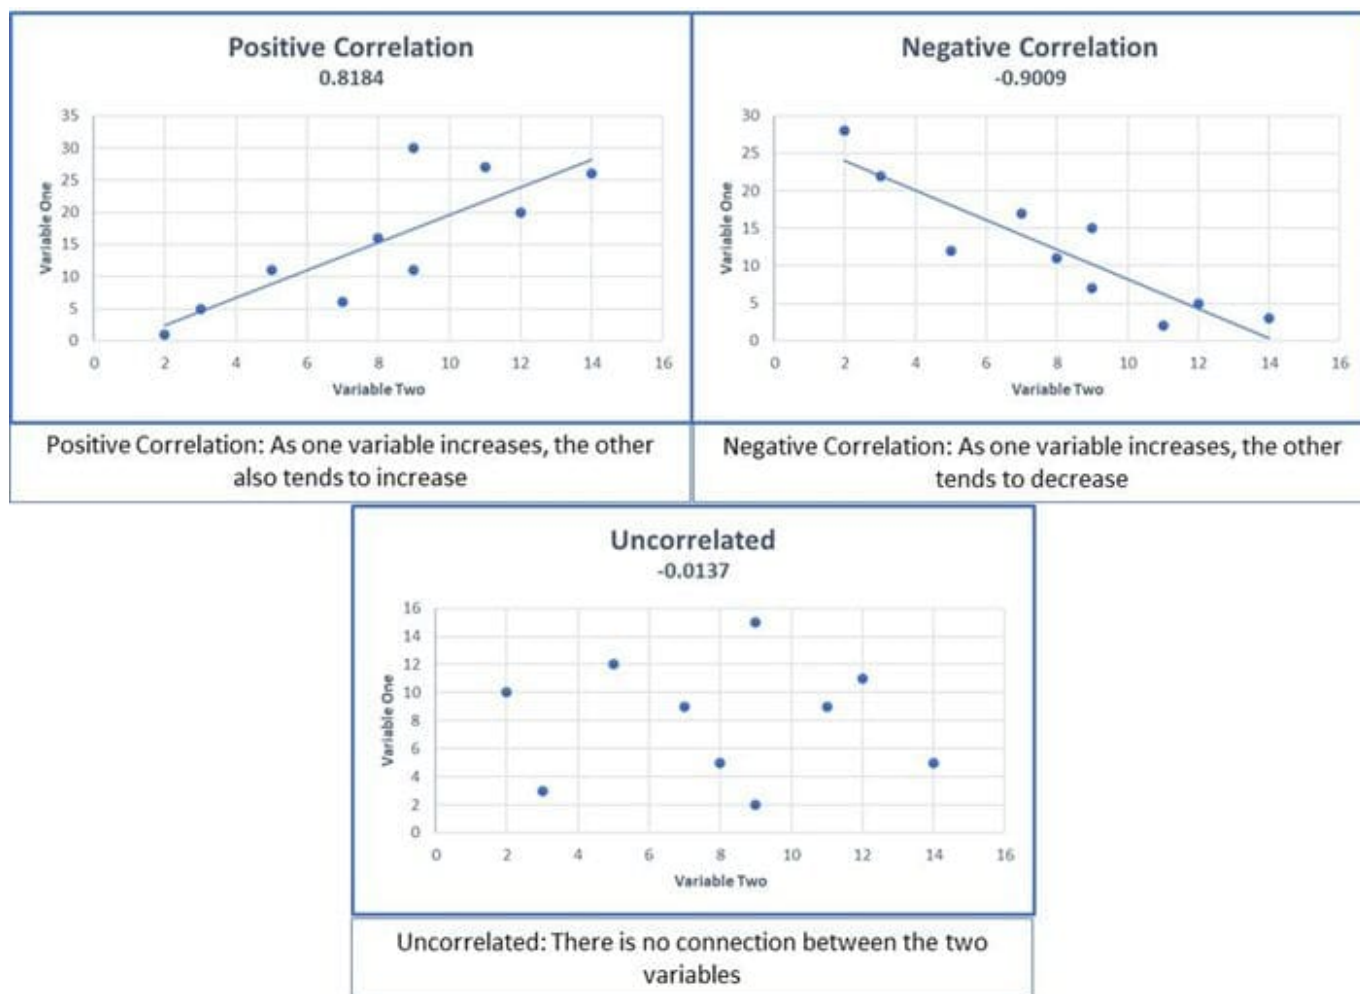 Positive Correlation
0.8184
35
30
25
20
15
10
5
0
Variable One
0 2 4 6 8 10 12 14 16
Variable Two
Positive Correlation: As one variable increases, the other
also tends to increase
Negative Correlation
-0.9009
30
25
20
15
10
5
0
Variable One
0 2 4 6 8 10 12 14 16
Variable Two
Negative Correlation: As one variable increases, the other
tends to decrease
Uncorrelated
-0.0137
16
14
12
10
8
6
4
2
0
Variable One
0 2 4 6 8 10 12 14 16
Variable Two
Uncorrelated: There is no connection between the two
variables